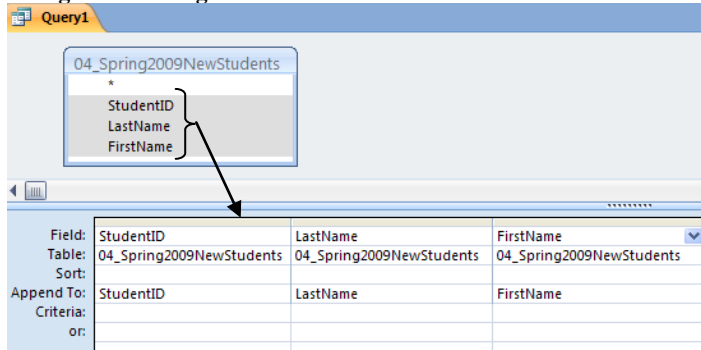 Query1
04_Spring2009NewStudents
*
StudentID
LastName
FirstName
Field: StudentID LastName FirstName
Table: 04_Spring2009NewStudents 04_Spring2009NewStudents 04_Spring2009NewStudents
Sort:
Append To: StudentID LastName FirstName
Criteria:
or: